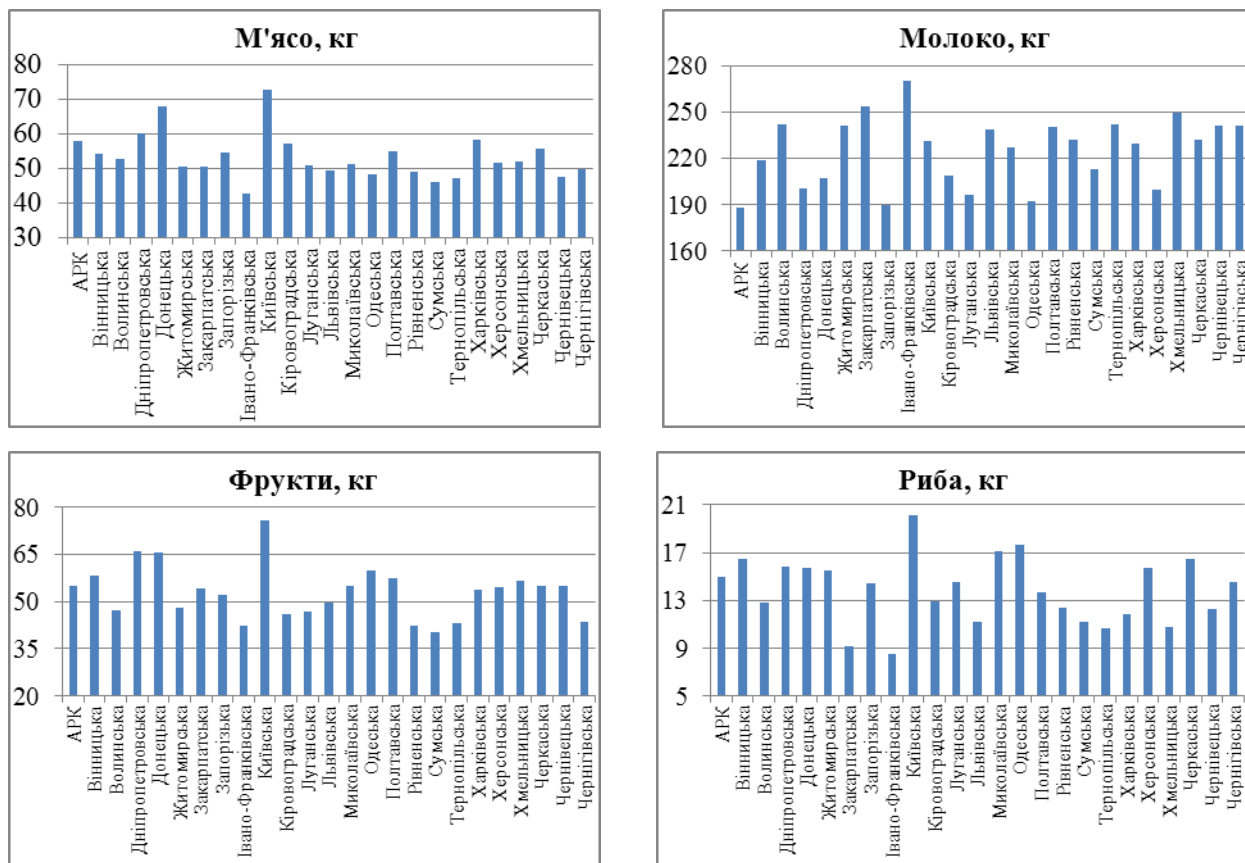 М'ясо, кг
80
70
60
50
40
30
АРК
Вінницька
Волинська
Дніпропетровська
Донецька
Житомирська
Закарпатська
Запорізька
Івано-Франківська
Київська
Кіровоградська
Луганська
Львівська
Миколаївська
Одеська
Полтавська
Рівненська
Сумська
Тернопільська
Харківська
Херсонська
Хмельницька
Черкаська
Чернівецька
Чернігівська
Молоко, кг
280
250
220
190
160
АРК
Вінницька
Волинська
Дніпропетровська
Донецька
Житомирська
Закарпатська
Запорізька
Івано-Франківська
Київська
Кіровоградська
Луганська
Львівська
Миколаївська
Одеська
Полтавська
Рівненська
Сумська
Тернопільська
Харківська
Херсонська
Хмельницька
Черкаська
Чернівецька
Чернігівська
Фрукти, кг
80
65
50
35
20
АРК
Вінницька
Волинська
Дніпропетровська
Донецька
Житомирська
Закарпатська
Запорізька
Івано-Франківська
Київська
Кіровоградська
Луганська
Львівська
Миколаївська
Одеська
Полтавська
Рівненська
Сумська
Тернопільська
Харківська
Херсонська
Хмельницька
Черкаська
Чернівецька
Чернігівська
Риба, кг
21
17
13
9
5
АРК
Вінницька
Волинська
Дніпропетровська
Донецька
Житомирська
Закарпатська
Запорізька
Івано-Франківська
Київська
Кіровоградська
Луганська
Львівська
Миколаївська
Одеська
Полтавська
Рівненська
Сумська
Тернопільська
Харківська
Херсонська
Хмельницька
Черкаська
Чернівецька
Чернігівська